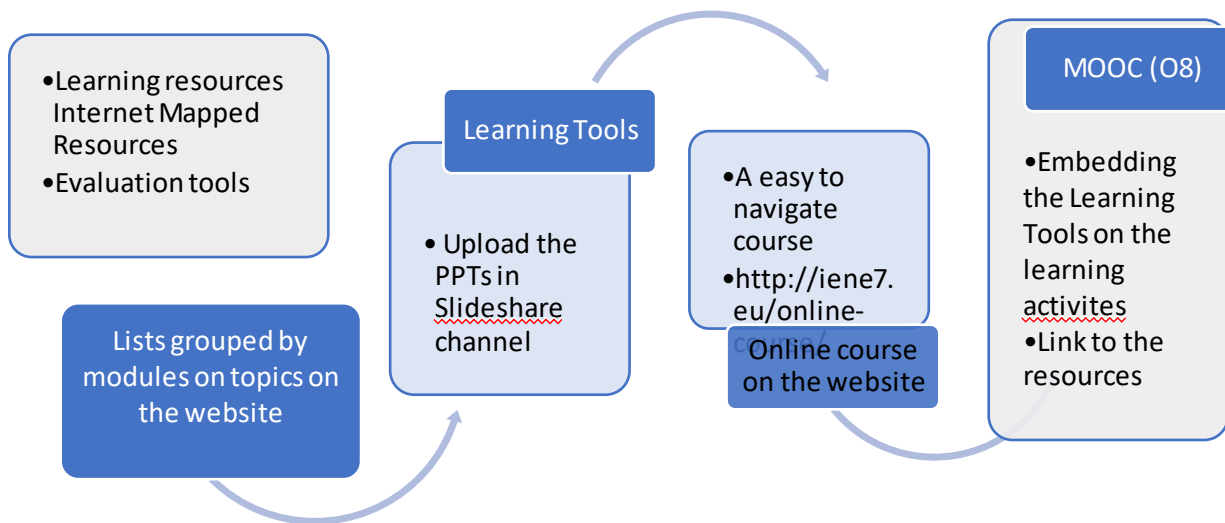 •Learning resources
Internet Mapped
Resources
•Evaluation tools
Lists grouped by
modules on topics on
the website
Learning Tools
• Upload the
PPTs in
Slideshare
channel
•A easy to
navigate
course
•http://iene7.
eu/online-
course/
Online course
on the website
MOOC (O8)
•Embedding
the Learning
Tools on the
learning
activites
•Link to the
resources